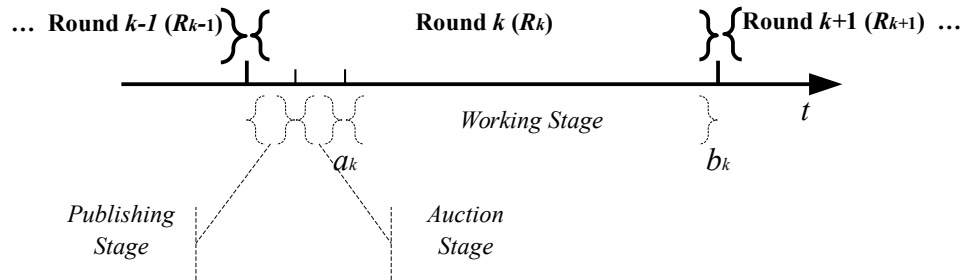 ... Round k-1 (Rk-1) Round k (Rk) Round k+1 (Rk+1) ...
t
Working Stage
ak bk
Publishing Auction
Stage Stage